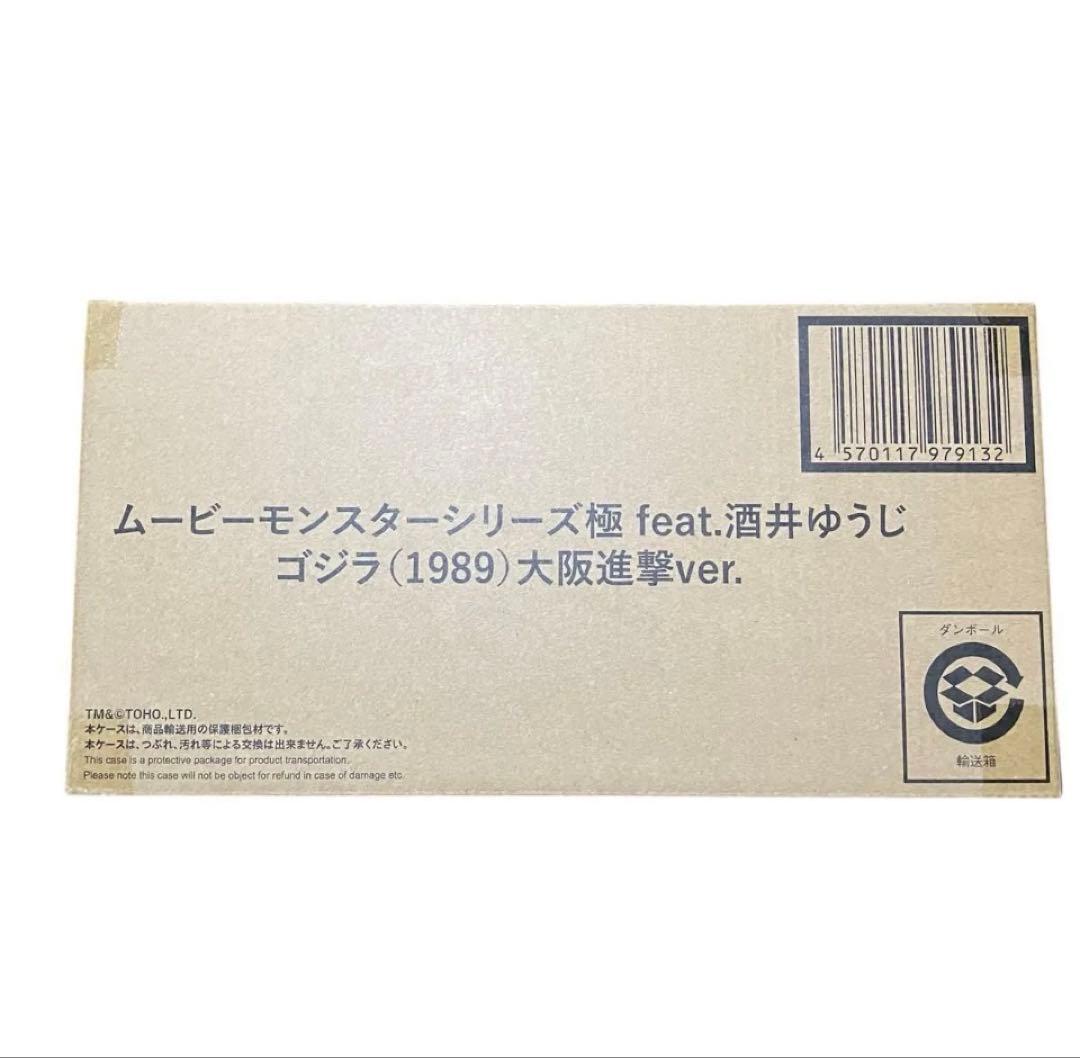 4 570117 979132
ムービーモンスターシリーズ極 feat.酒井ゆうじ
ゴジラ(1989)大阪進撃ver.
ダンボール
輸送箱
TM&©TOHO.,LTD.
本ケースは、商品輸送用の保護梱包材です。
本ケースは、つぶれ、汚れ等による交換は出来ません。ご了承ください。
This case is a protective package for product transportation.
Please note this case will not be object for refund in case of damage etc.